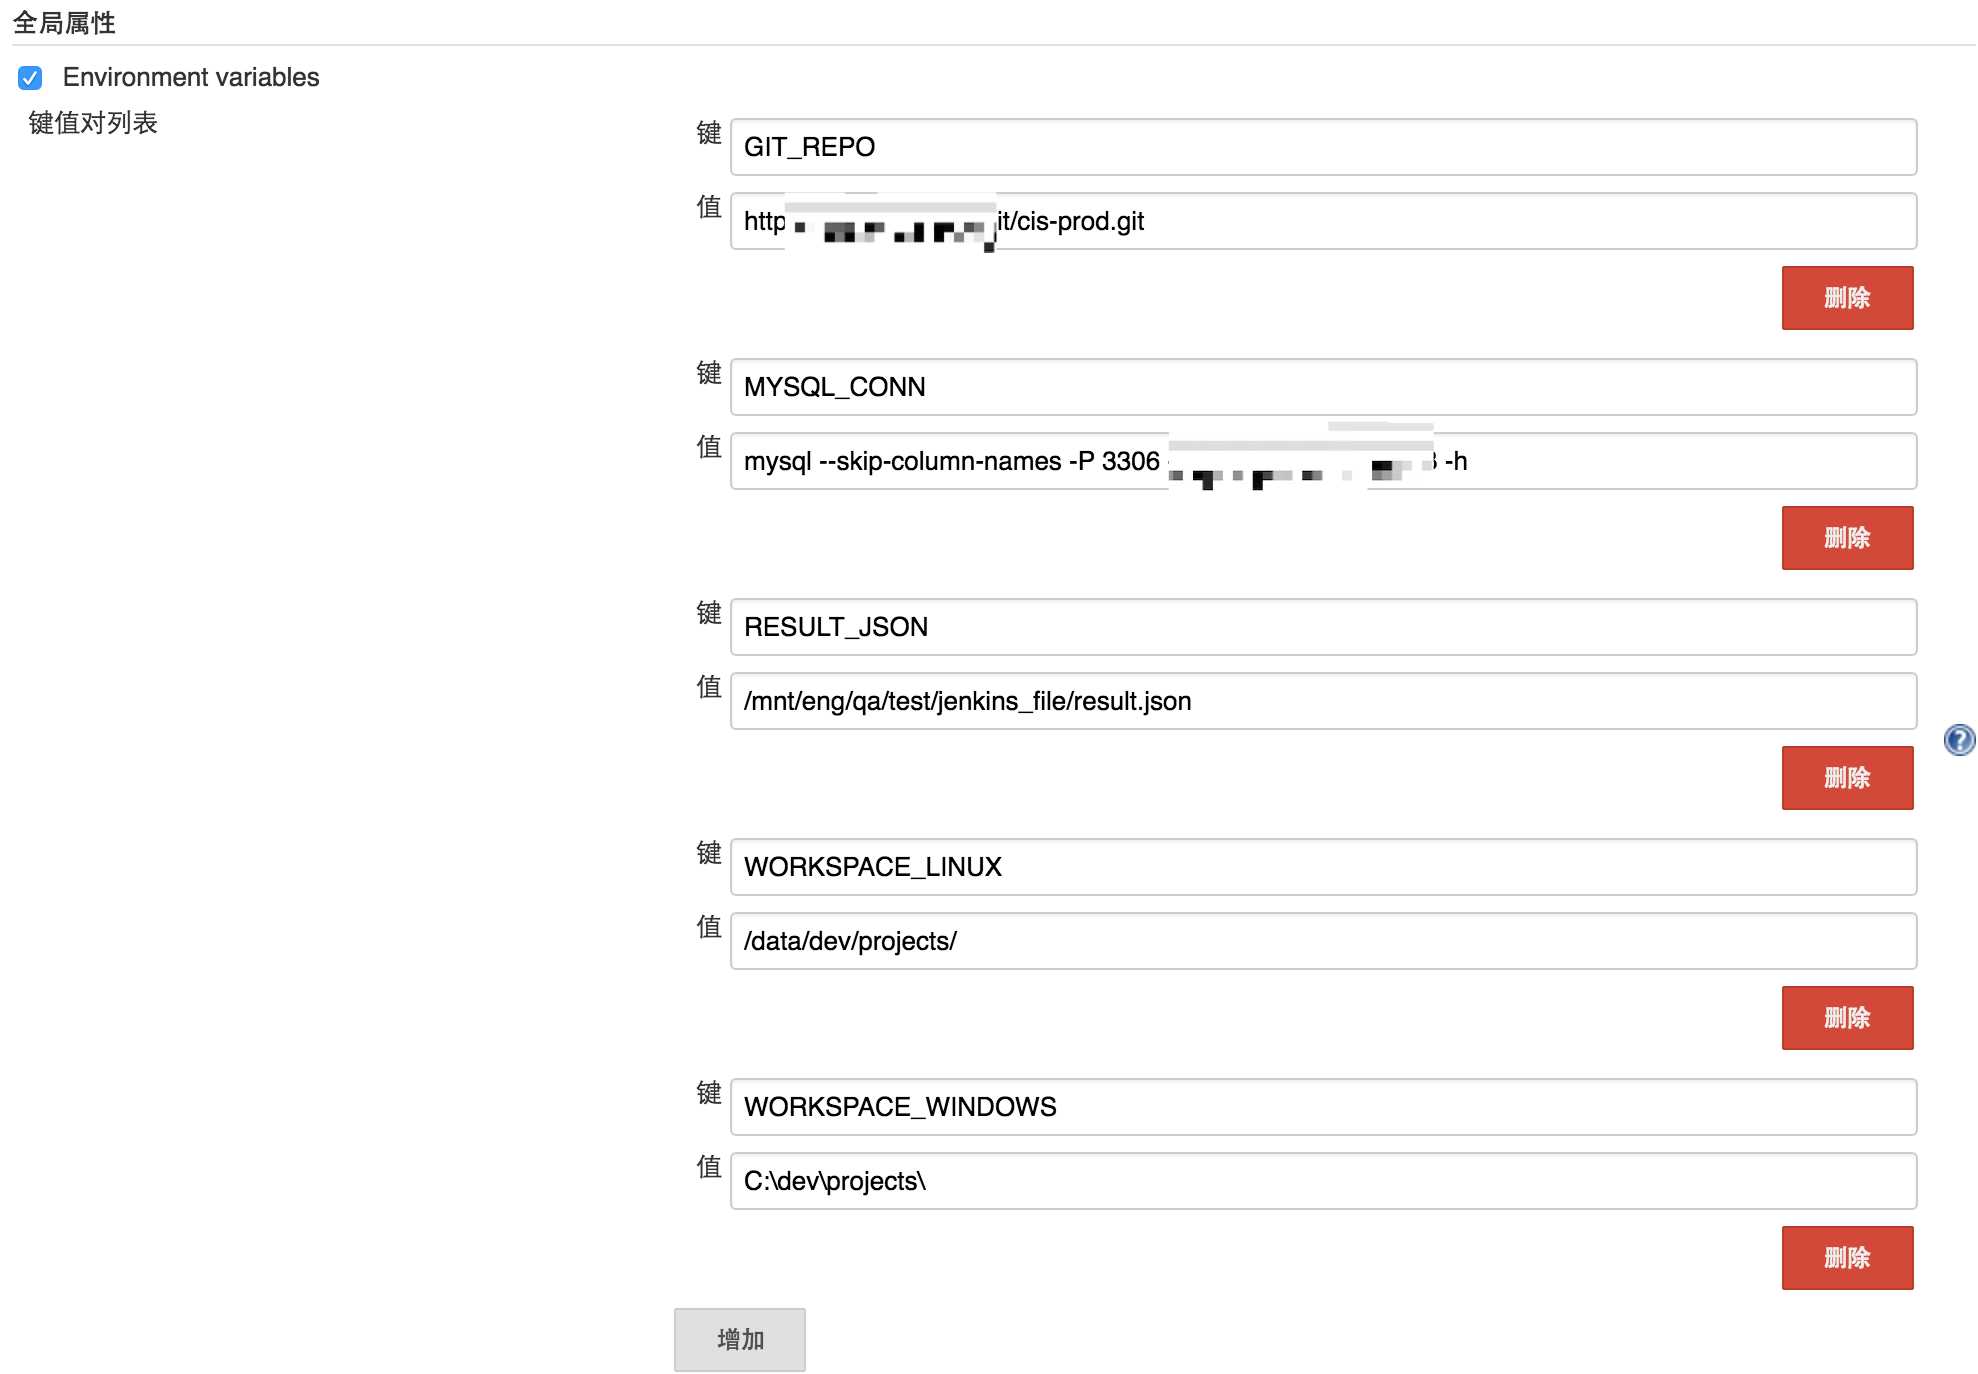 全局属性
Environment variables
键值对列表
键 GIT_REPO
值 http it/cis-prod.git
删除
键 MYSQL_CONN
值 mysql --skip-column-names -P 3306 -h
删除
键 RESULT_JSON
值 /mnt/eng/qa/test/jenkins_file/result.json
删除
键 WORKSPACE_LINUX
值 /data/dev/projects/
删除
键 WORKSPACE_WINDOWS
值 C:\dev\projects\
删除
增加